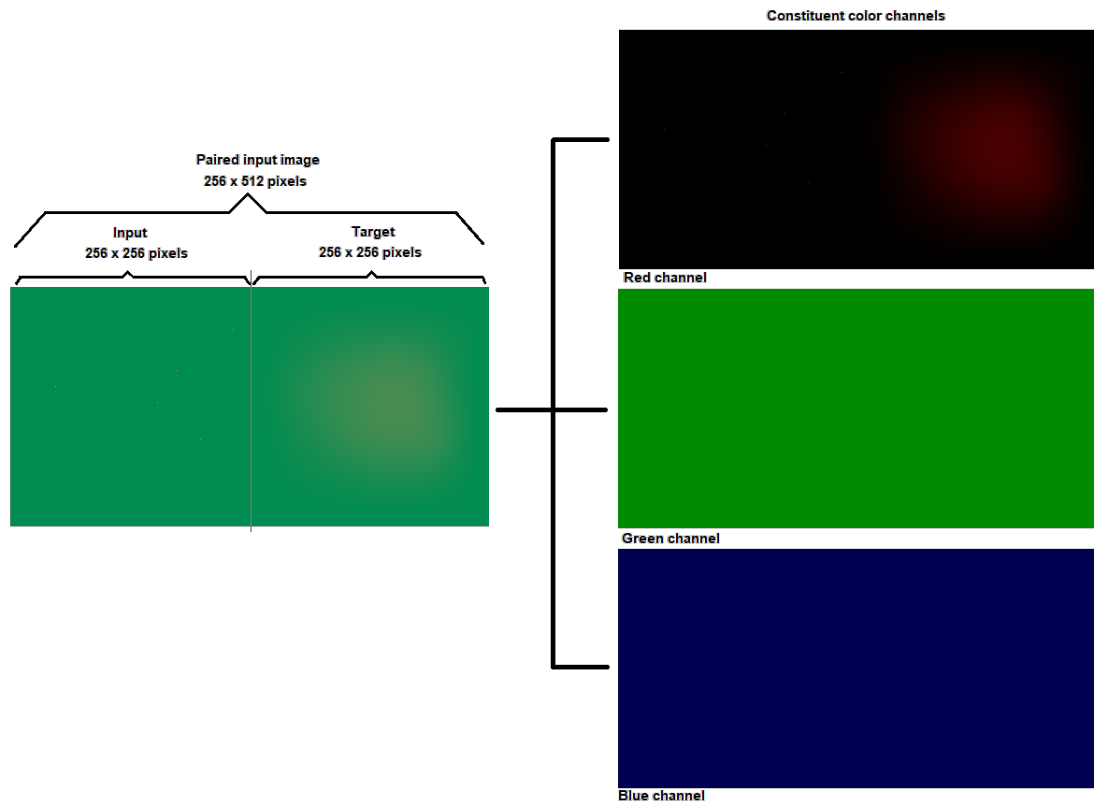 Constituent color channels
Paired input image
256 x 512 pixels
Input
256 x 256 pixels
Target
256 x 256 pixels
Red channel
Green channel
Blue channel